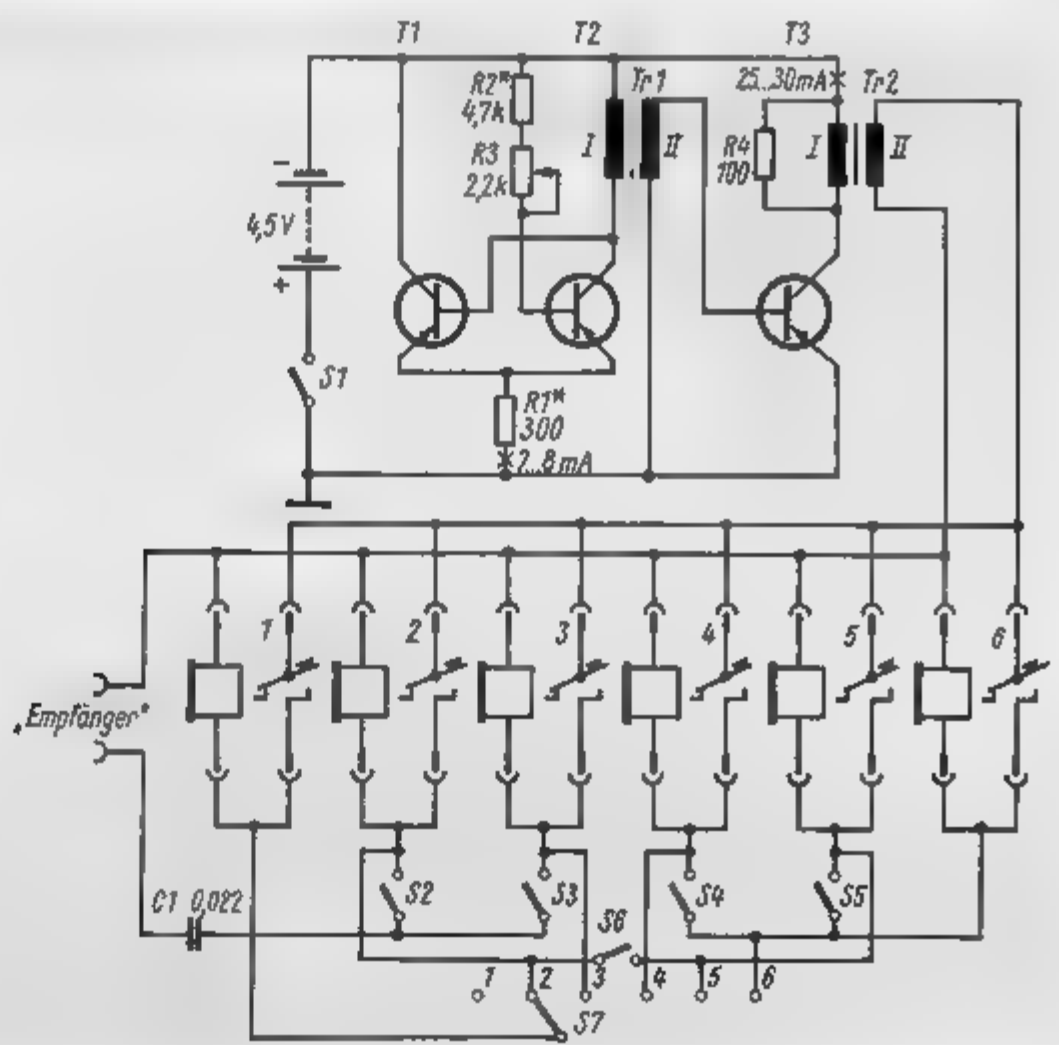 T1
T2
T3
R2*
4,7k
R3
2,2k
Tr1
I
II
25..30mA
R4
100
Tr2
I
II
-
4,5V
+
S1
R1*
300
7..8mA
1
2
3
4
5
6
„Empfänger“
C1 0,022
S2
S3
S4
S5
S6
1
2
3
4
5
6
S7